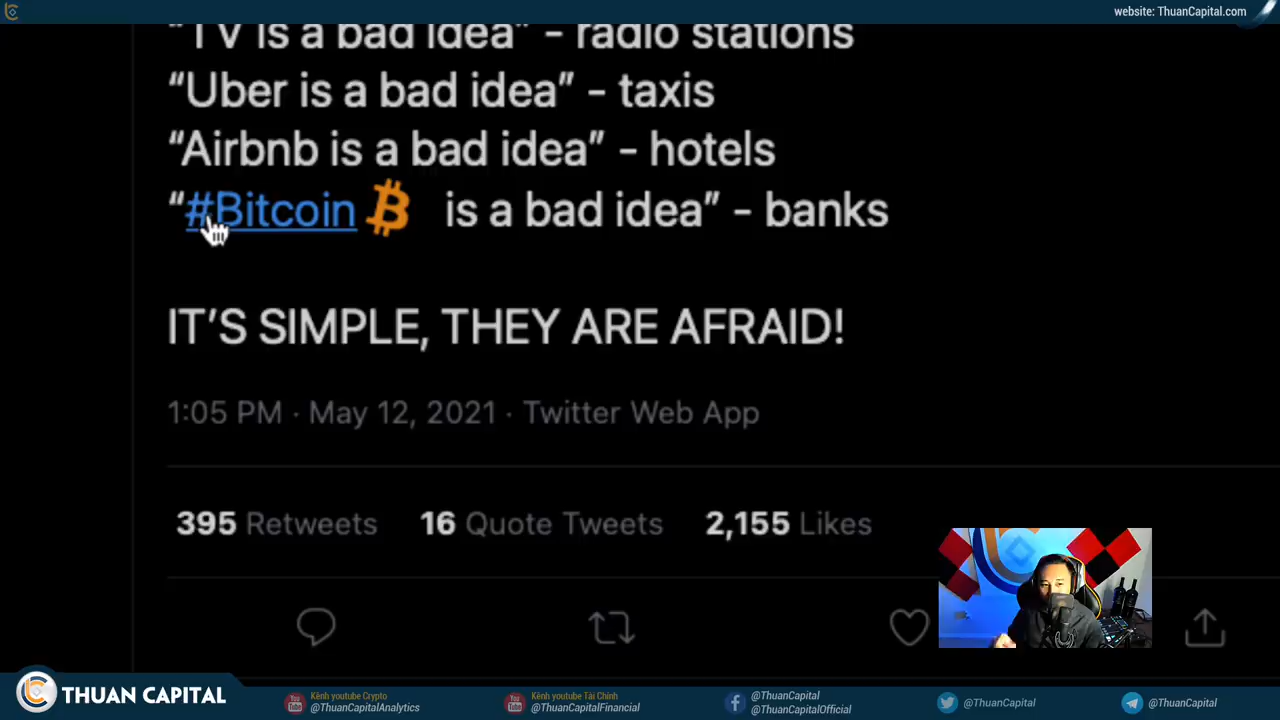 website: ThuanCapital.com
“TV is a bad idea” - radio stations
“Uber is a bad idea” - taxis
“Airbnb is a bad idea” - hotels
“#Bitcoin is a bad idea” - banks
IT’S SIMPLE, THEY ARE AFRAID!
1:05 PM · May 12, 2021 · Twitter Web App
395 Retweets 16 Quote Tweets 2,155 Likes
THUAN CAPITAL
Kênh youtube Crypto
@ThuanCapitalAnalytics
Kênh youtube Tài Chính
@ThuanCapitalFinancial
@ThuanCapital
@ThuanCapitalOfficial
@ThuanCapital
@ThuanCapital